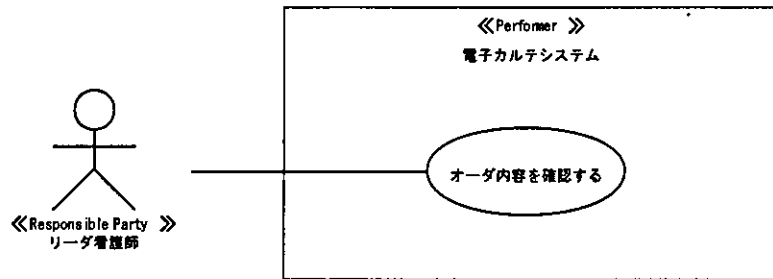 ≪Performer ≫
電子カルテシステム
オーダ内容を確認する
≪Responsible Party ≫
リーダ看護師